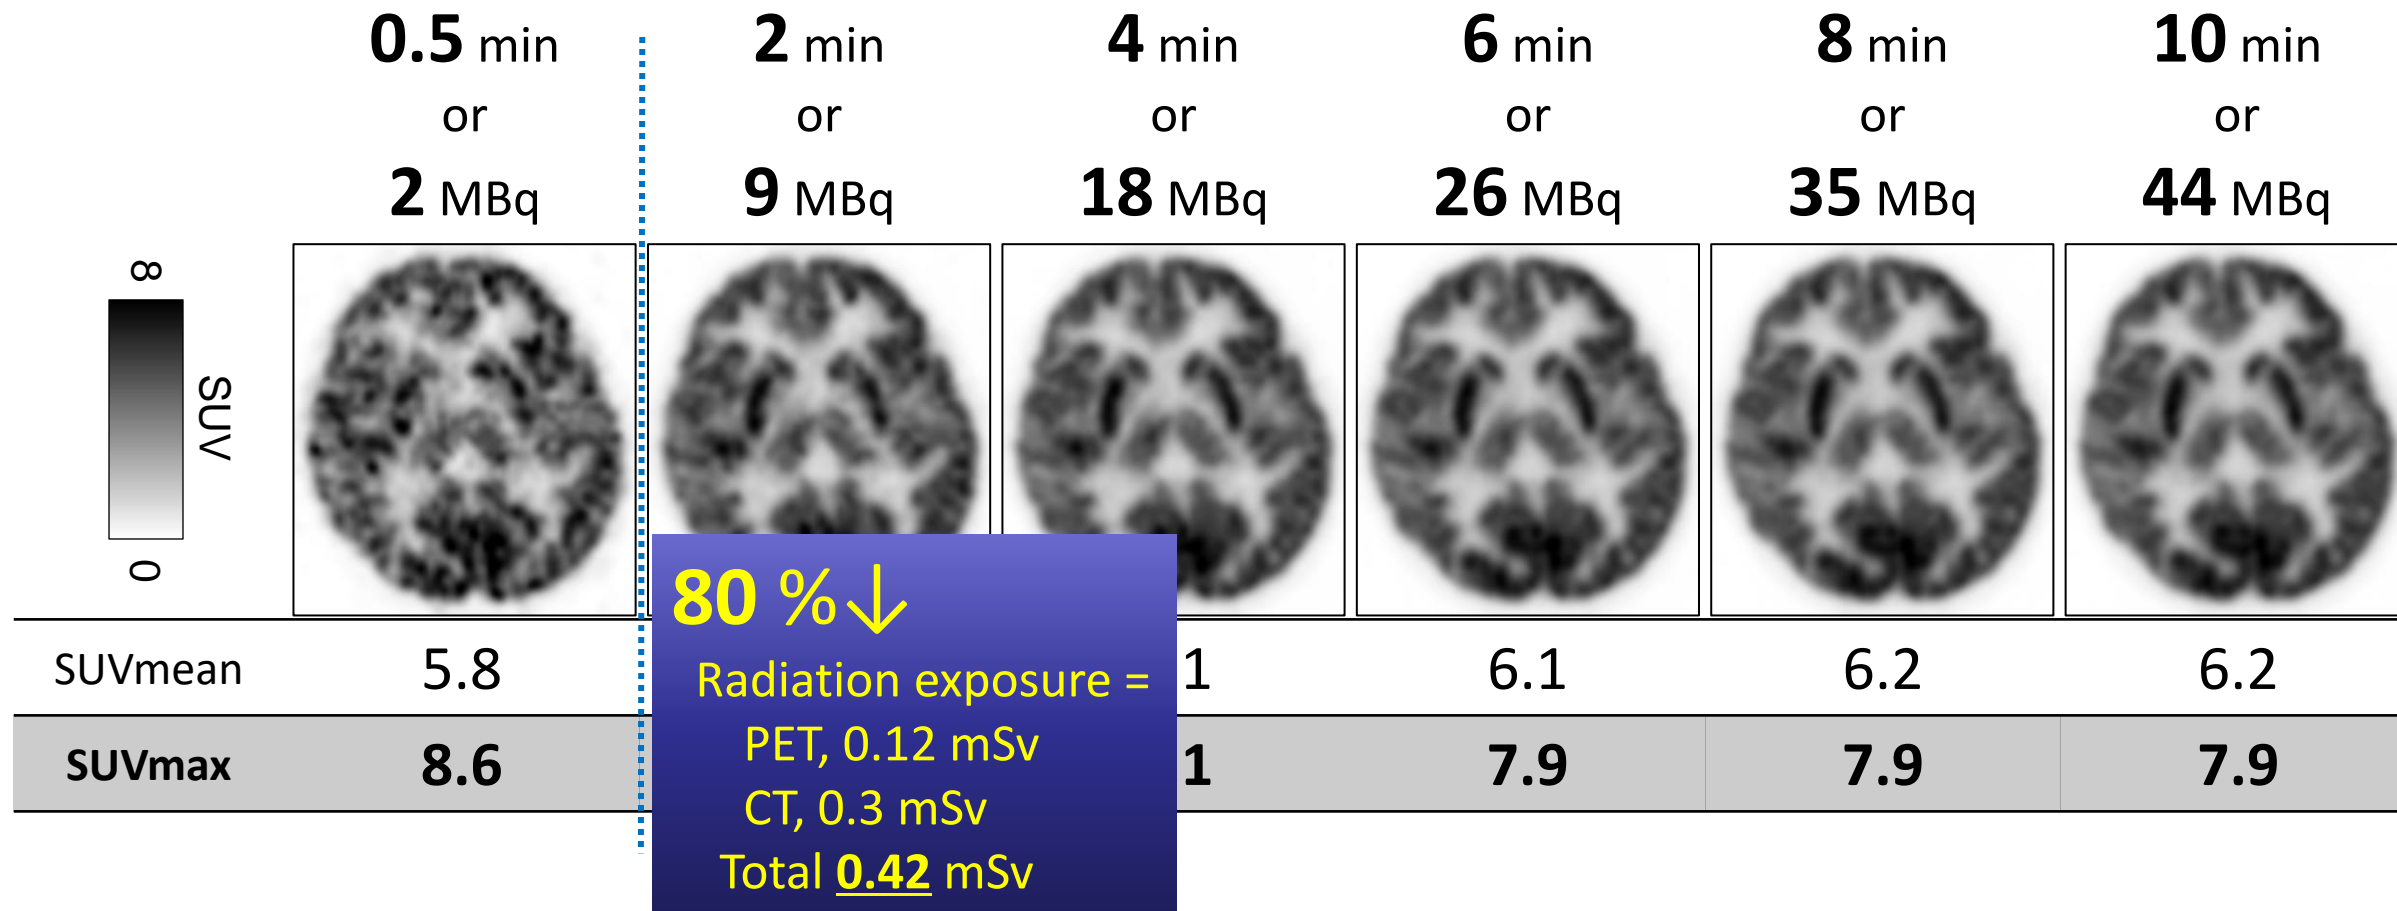 0.5 min 2 min 4 min 6 min 8 min 10 min
or or or or or or
2 MBq 9 MBq 18 MBq 26 MBq 35 MBq 44 MBq
8
SUV
0
80 %↓
Radiation exposure =
PET, 0.12 mSv
CT, 0.3 mSv
Total 0.42 mSv
SUVmean 5.8 1 6.1 6.2 6.2
SUVmax 8.6 1 7.9 7.9 7.9